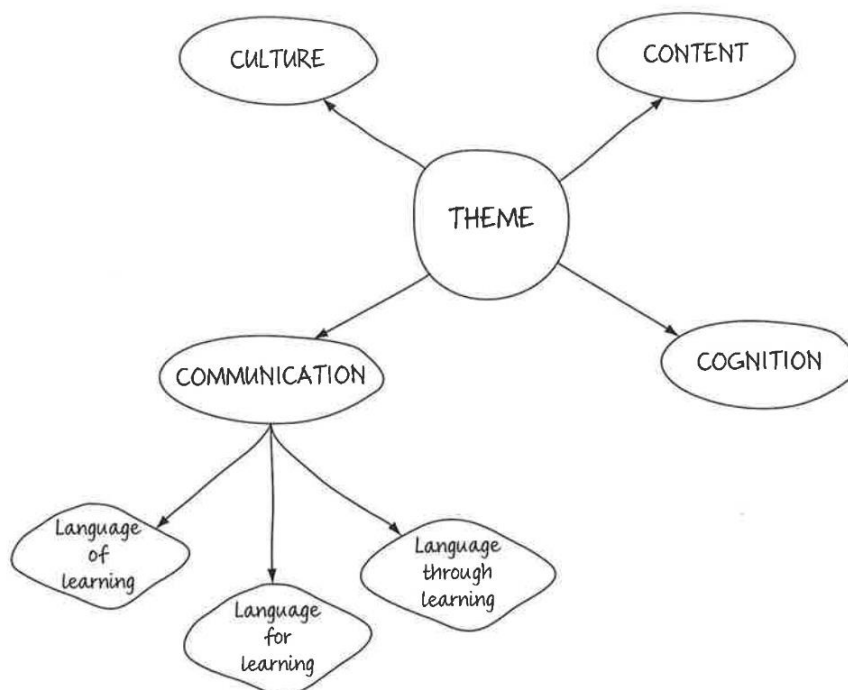 CULTURE
CONTENT
THEME
COMMUNICATION
COGNITION
Language
of
learning
Language
for
learning
Language
through
learning